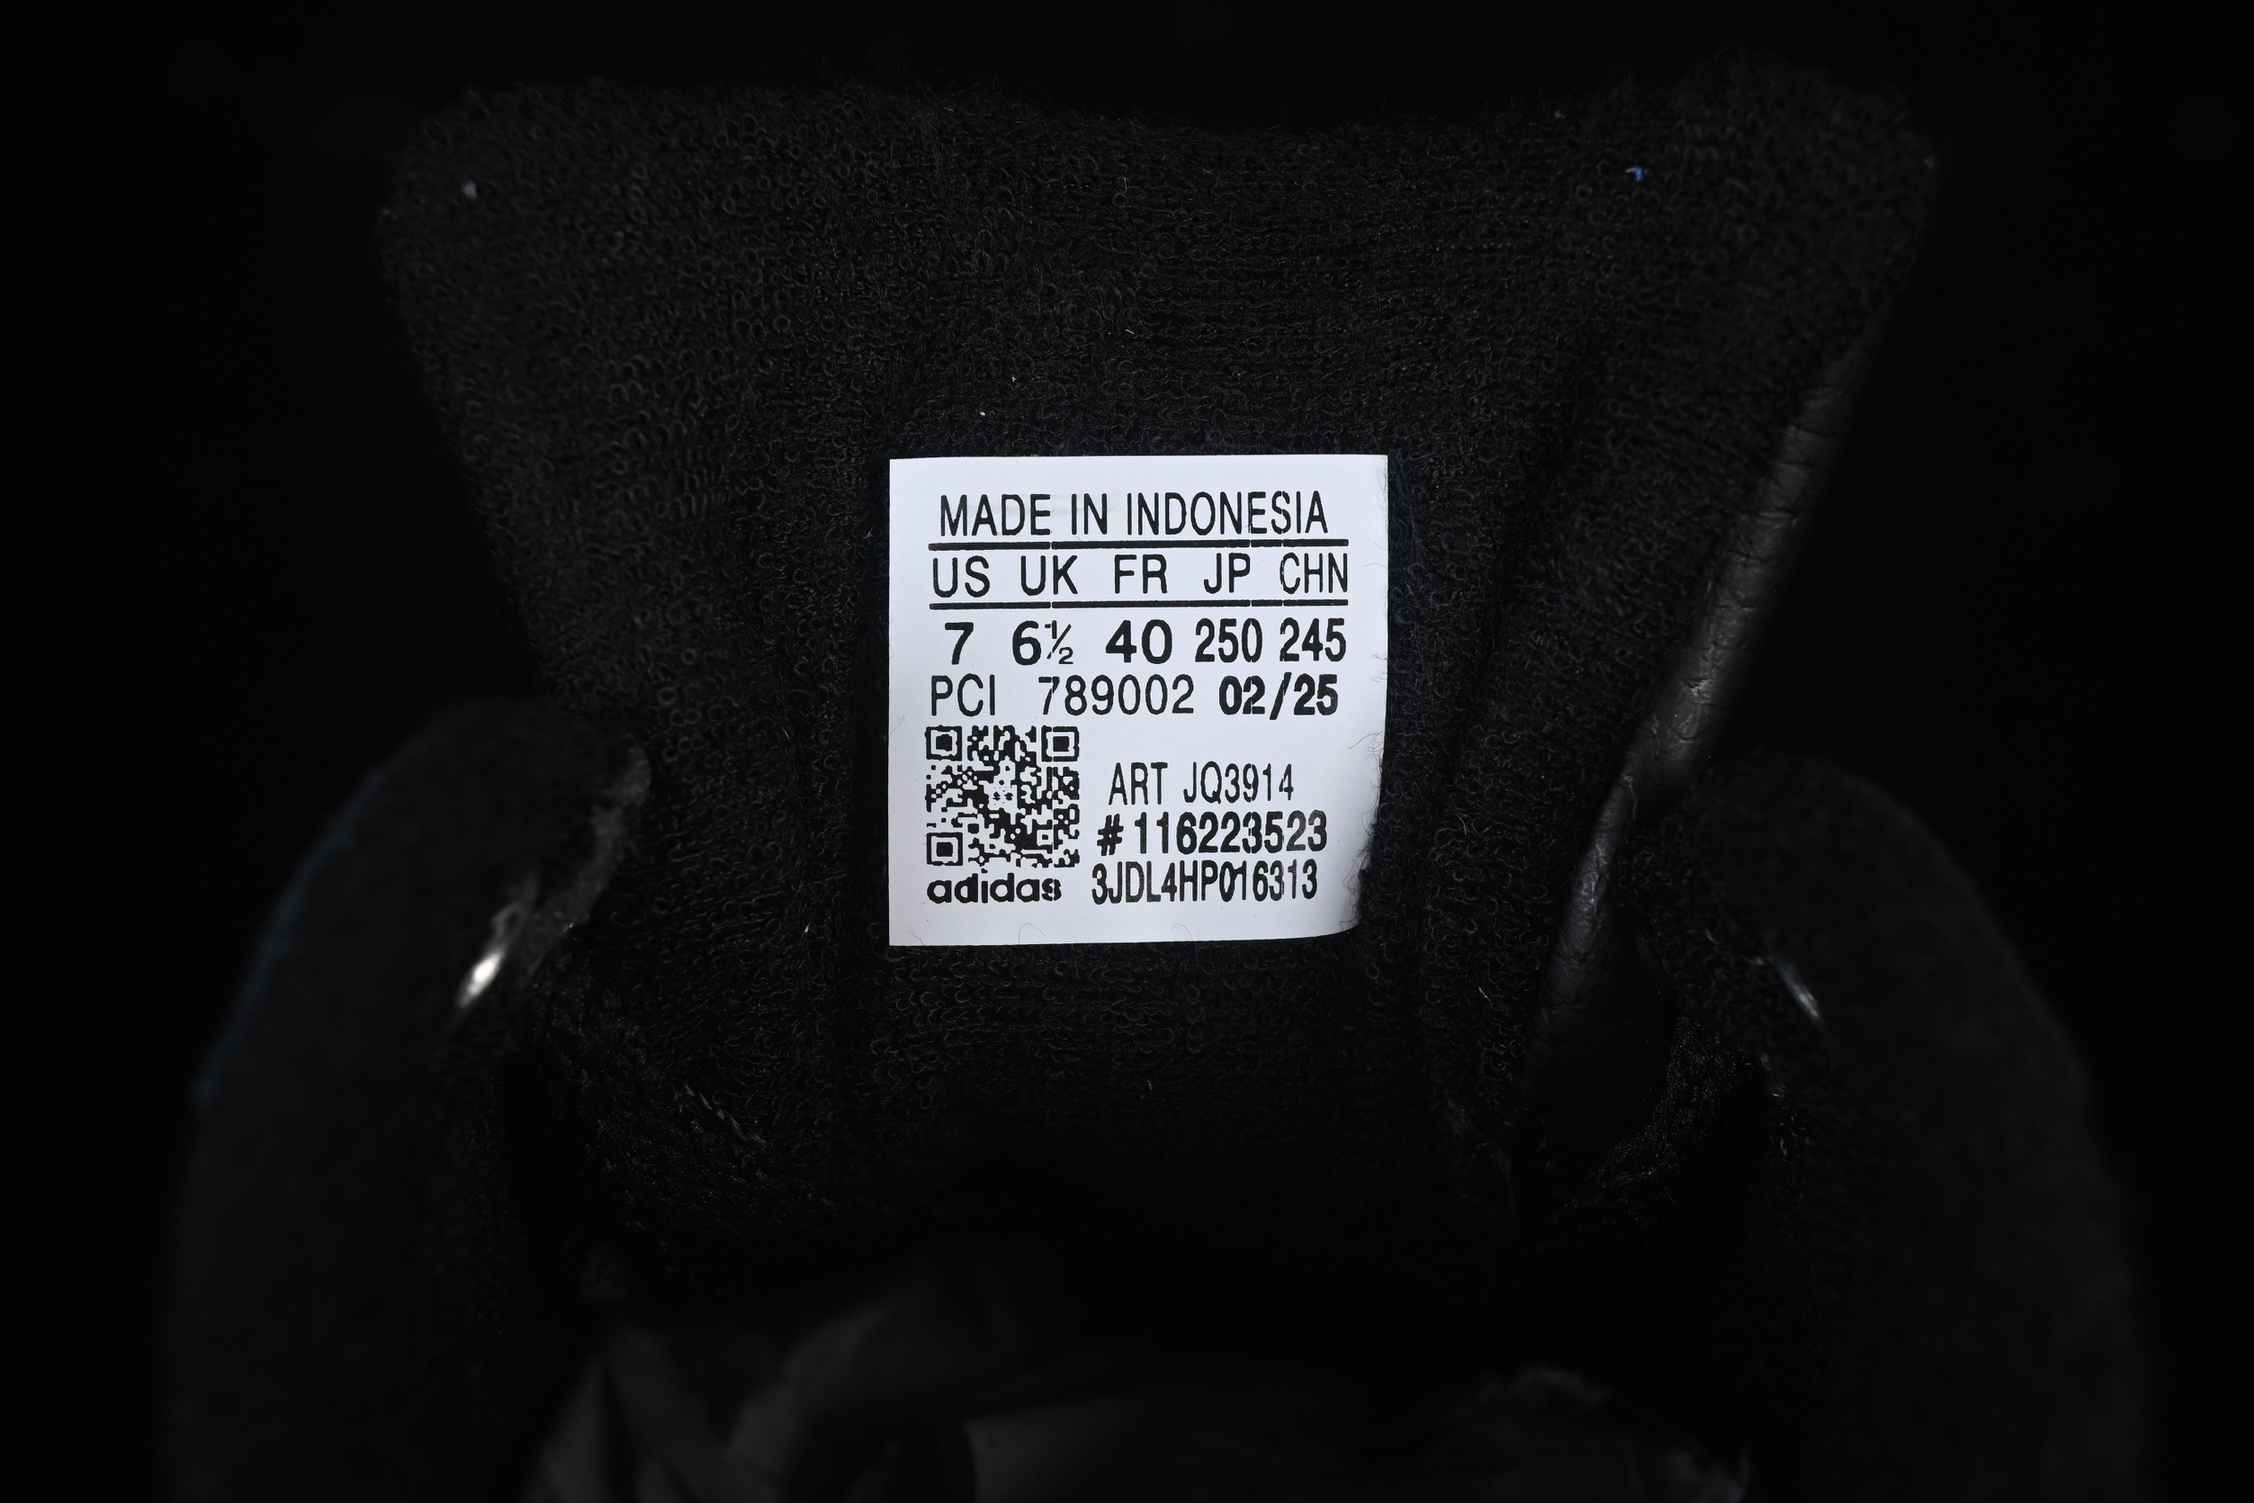 MADE IN INDONESIA
US UK FR JP CHN
7 6½ 40 250 245
PCI 789002 02/25
ART JQ3914
#116223523
adidas 3JDL4HP016313